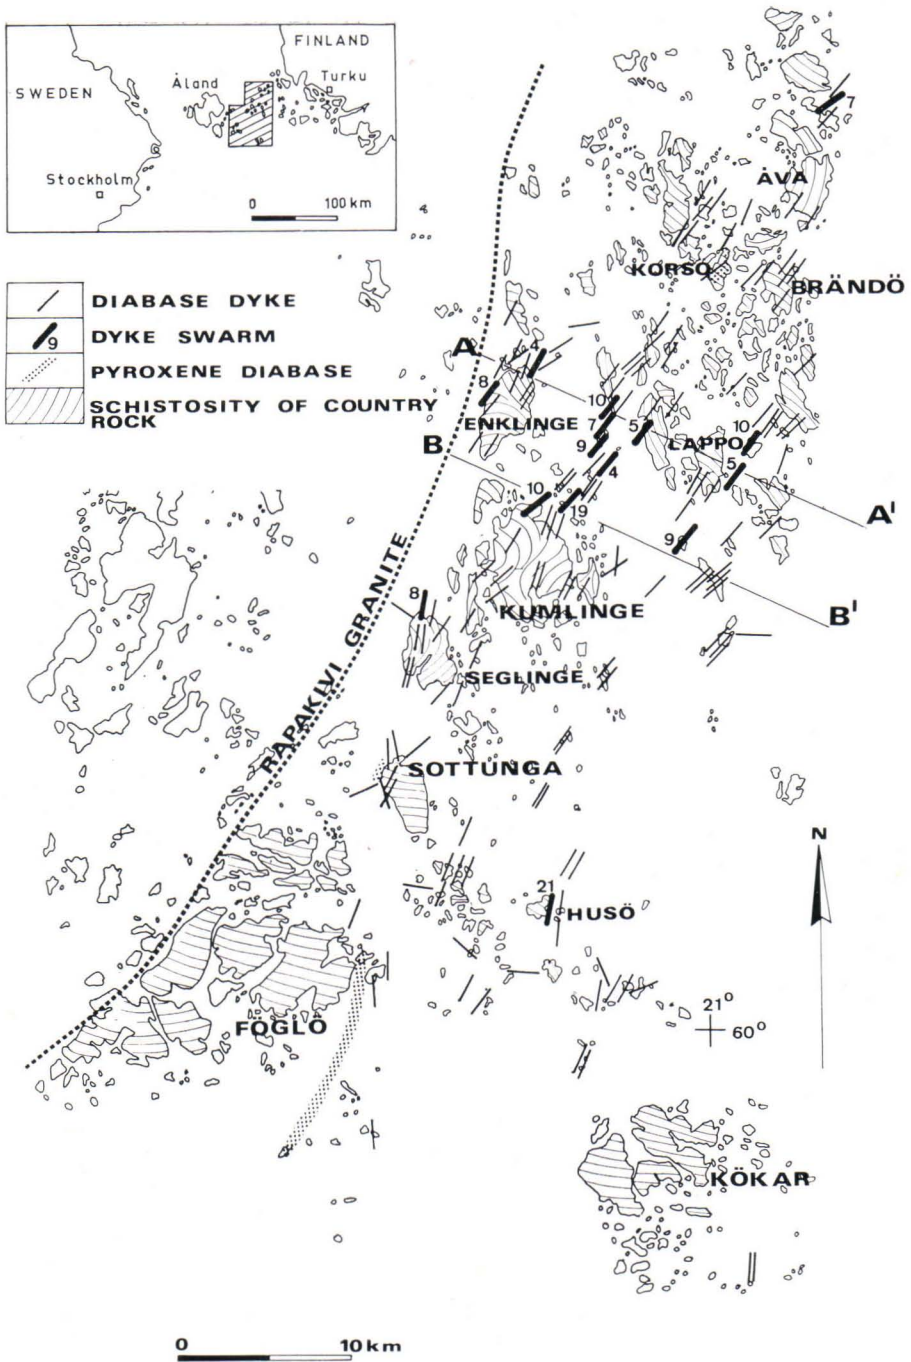 FINLAND
Åland
Turku
SWEDEN
Stockholm
0 100 km
DIABASE DYKE
9 DYKE SWARM
PYROXENE DIABASE
SCHISTOSITY OF COUNTRY
ROCK
7
ÅVA
KORSÖ
BRÄNDÖ
A
4
8
10
ENKLINGE 7
5
LAPPO
10
B
9
4
5
10
19
A'
9
RAPAKIVI GRANITE
8
KUMLINGE
B'
SEGLINGE
SOTTUNGA
N
21
HUSÖ
21°
60°
FÖGLÖ
KÖKAR
0 10 km